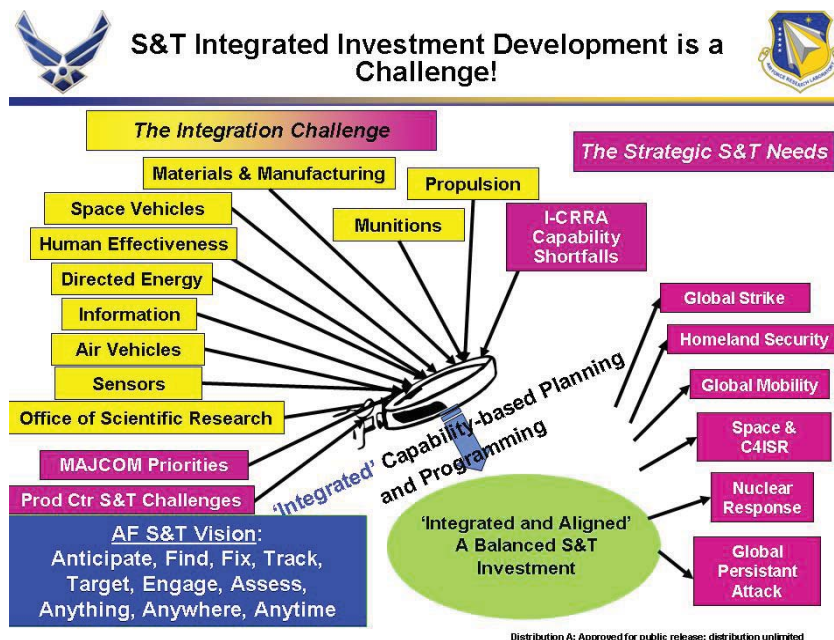 S&T Integrated Investment Development is a
Challenge!
AIR FORCE RESEARCH LABORATORY
The Integration Challenge
The Strategic S&T Needs
Materials & Manufacturing
Propulsion
Space Vehicles
Munitions
I-CRRA
Capability
Shortfalls
Human Effectiveness
Directed Energy
Information
Air Vehicles
Sensors
Office of Scientific Research
MAJCOM Priorities
Prod Ctr S&T Challenges
'Integrated' Capability-based Planning
and Programming
Global Strike
Homeland Security
Global Mobility
Space &
C4ISR
Nuclear
Response
Global
Persistant
Attack
'Integrated and Aligned'
A Balanced S&T
Investment
AF S&T Vision:
Anticipate, Find, Fix, Track,
Target, Engage, Assess,
Anything, Anywhere, Anytime
Distribution A: Approved for public release; distribution unlimited